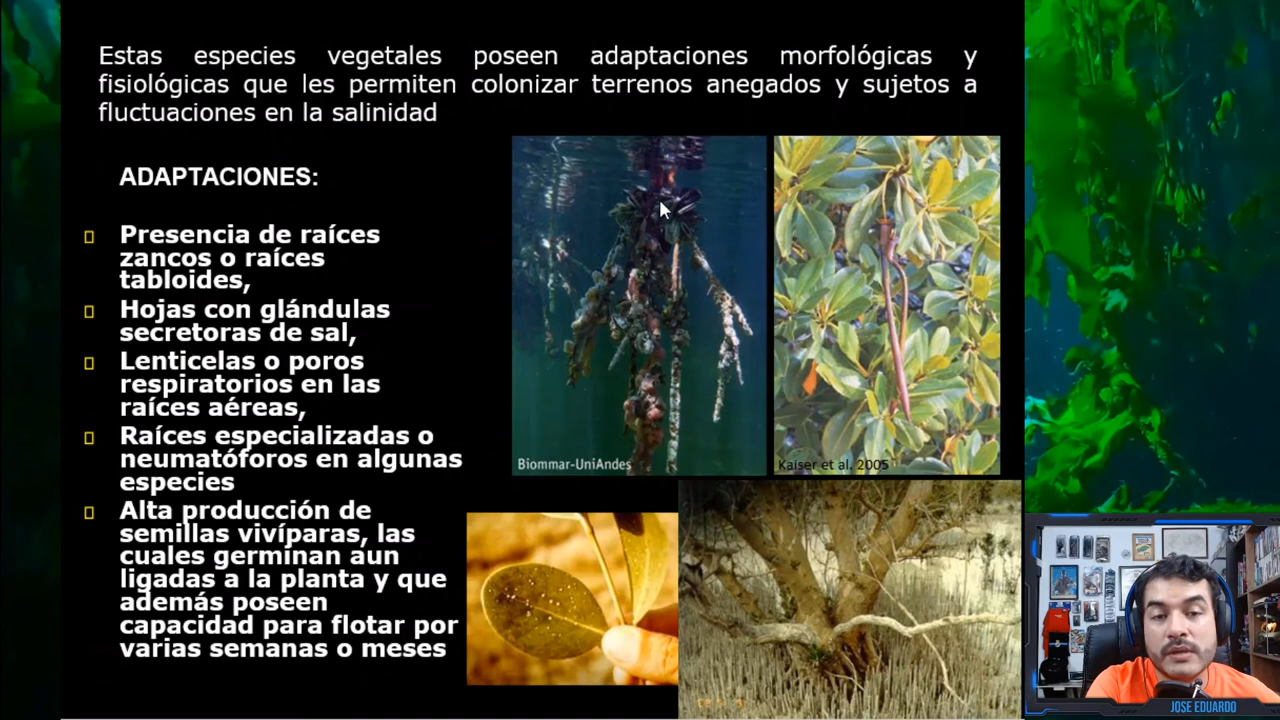 Estas especies vegetales poseen adaptaciones morfológicas y
fisiológicas que les permiten colonizar terrenos anegados y sujetos a
fluctuaciones en la salinidad
ADAPTACIONES:
Presencia de raíces
zancos o raíces
tabloides,
Hojas con glándulas
secretoras de sal,
Lenticelas o poros
respiratorios en las
raíces aéreas,
Raíces especializadas o
neumatóforos en algunas
especies
Alta producción de
semillas vivíparas, las
cuales germinan aun
ligadas a la planta y que
además poseen
capacidad para flotar por
varias semanas o meses
Biommar-UniAndes
Kaiser et al. 2005
JOSE EDUARDO